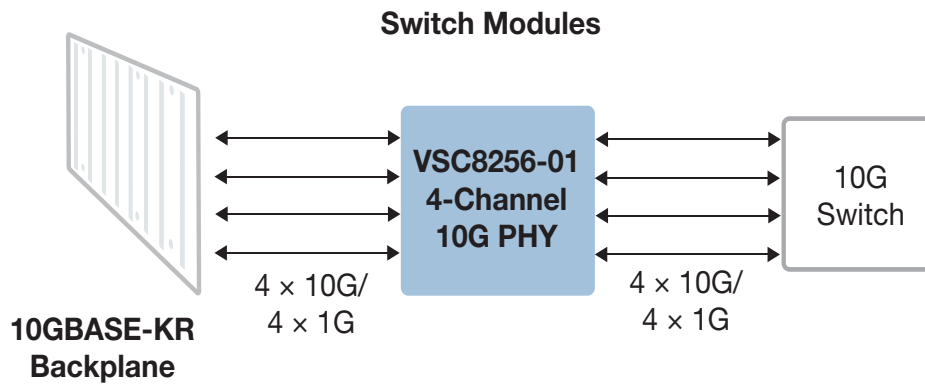 Switch Modules
VSC8256-01
4-Channel
10G PHY
10G
Switch
4 × 10G/
4 × 1G
4 × 10G/
4 × 1G
10GBASE-KR
Backplane